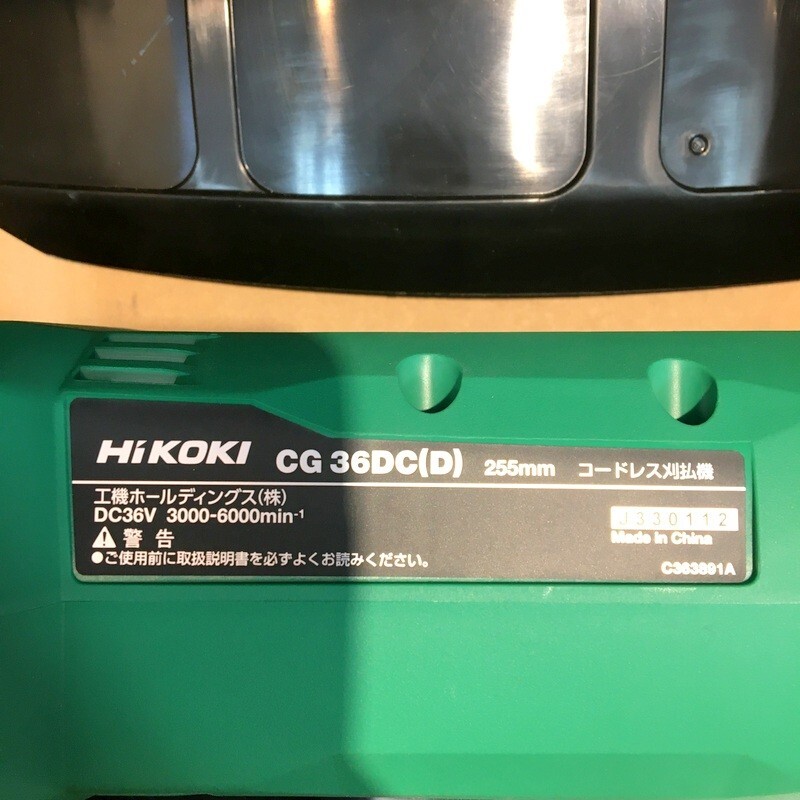 HiKOKI CG 36DC(D) 255mm コードレス刈払機
工機ホールディングス(株)
DC36V 3000-6000min-1
J330112
Made in China
⚠ 警告
●ご使用前に取扱説明書を必ずよくお読みください。
C363891A